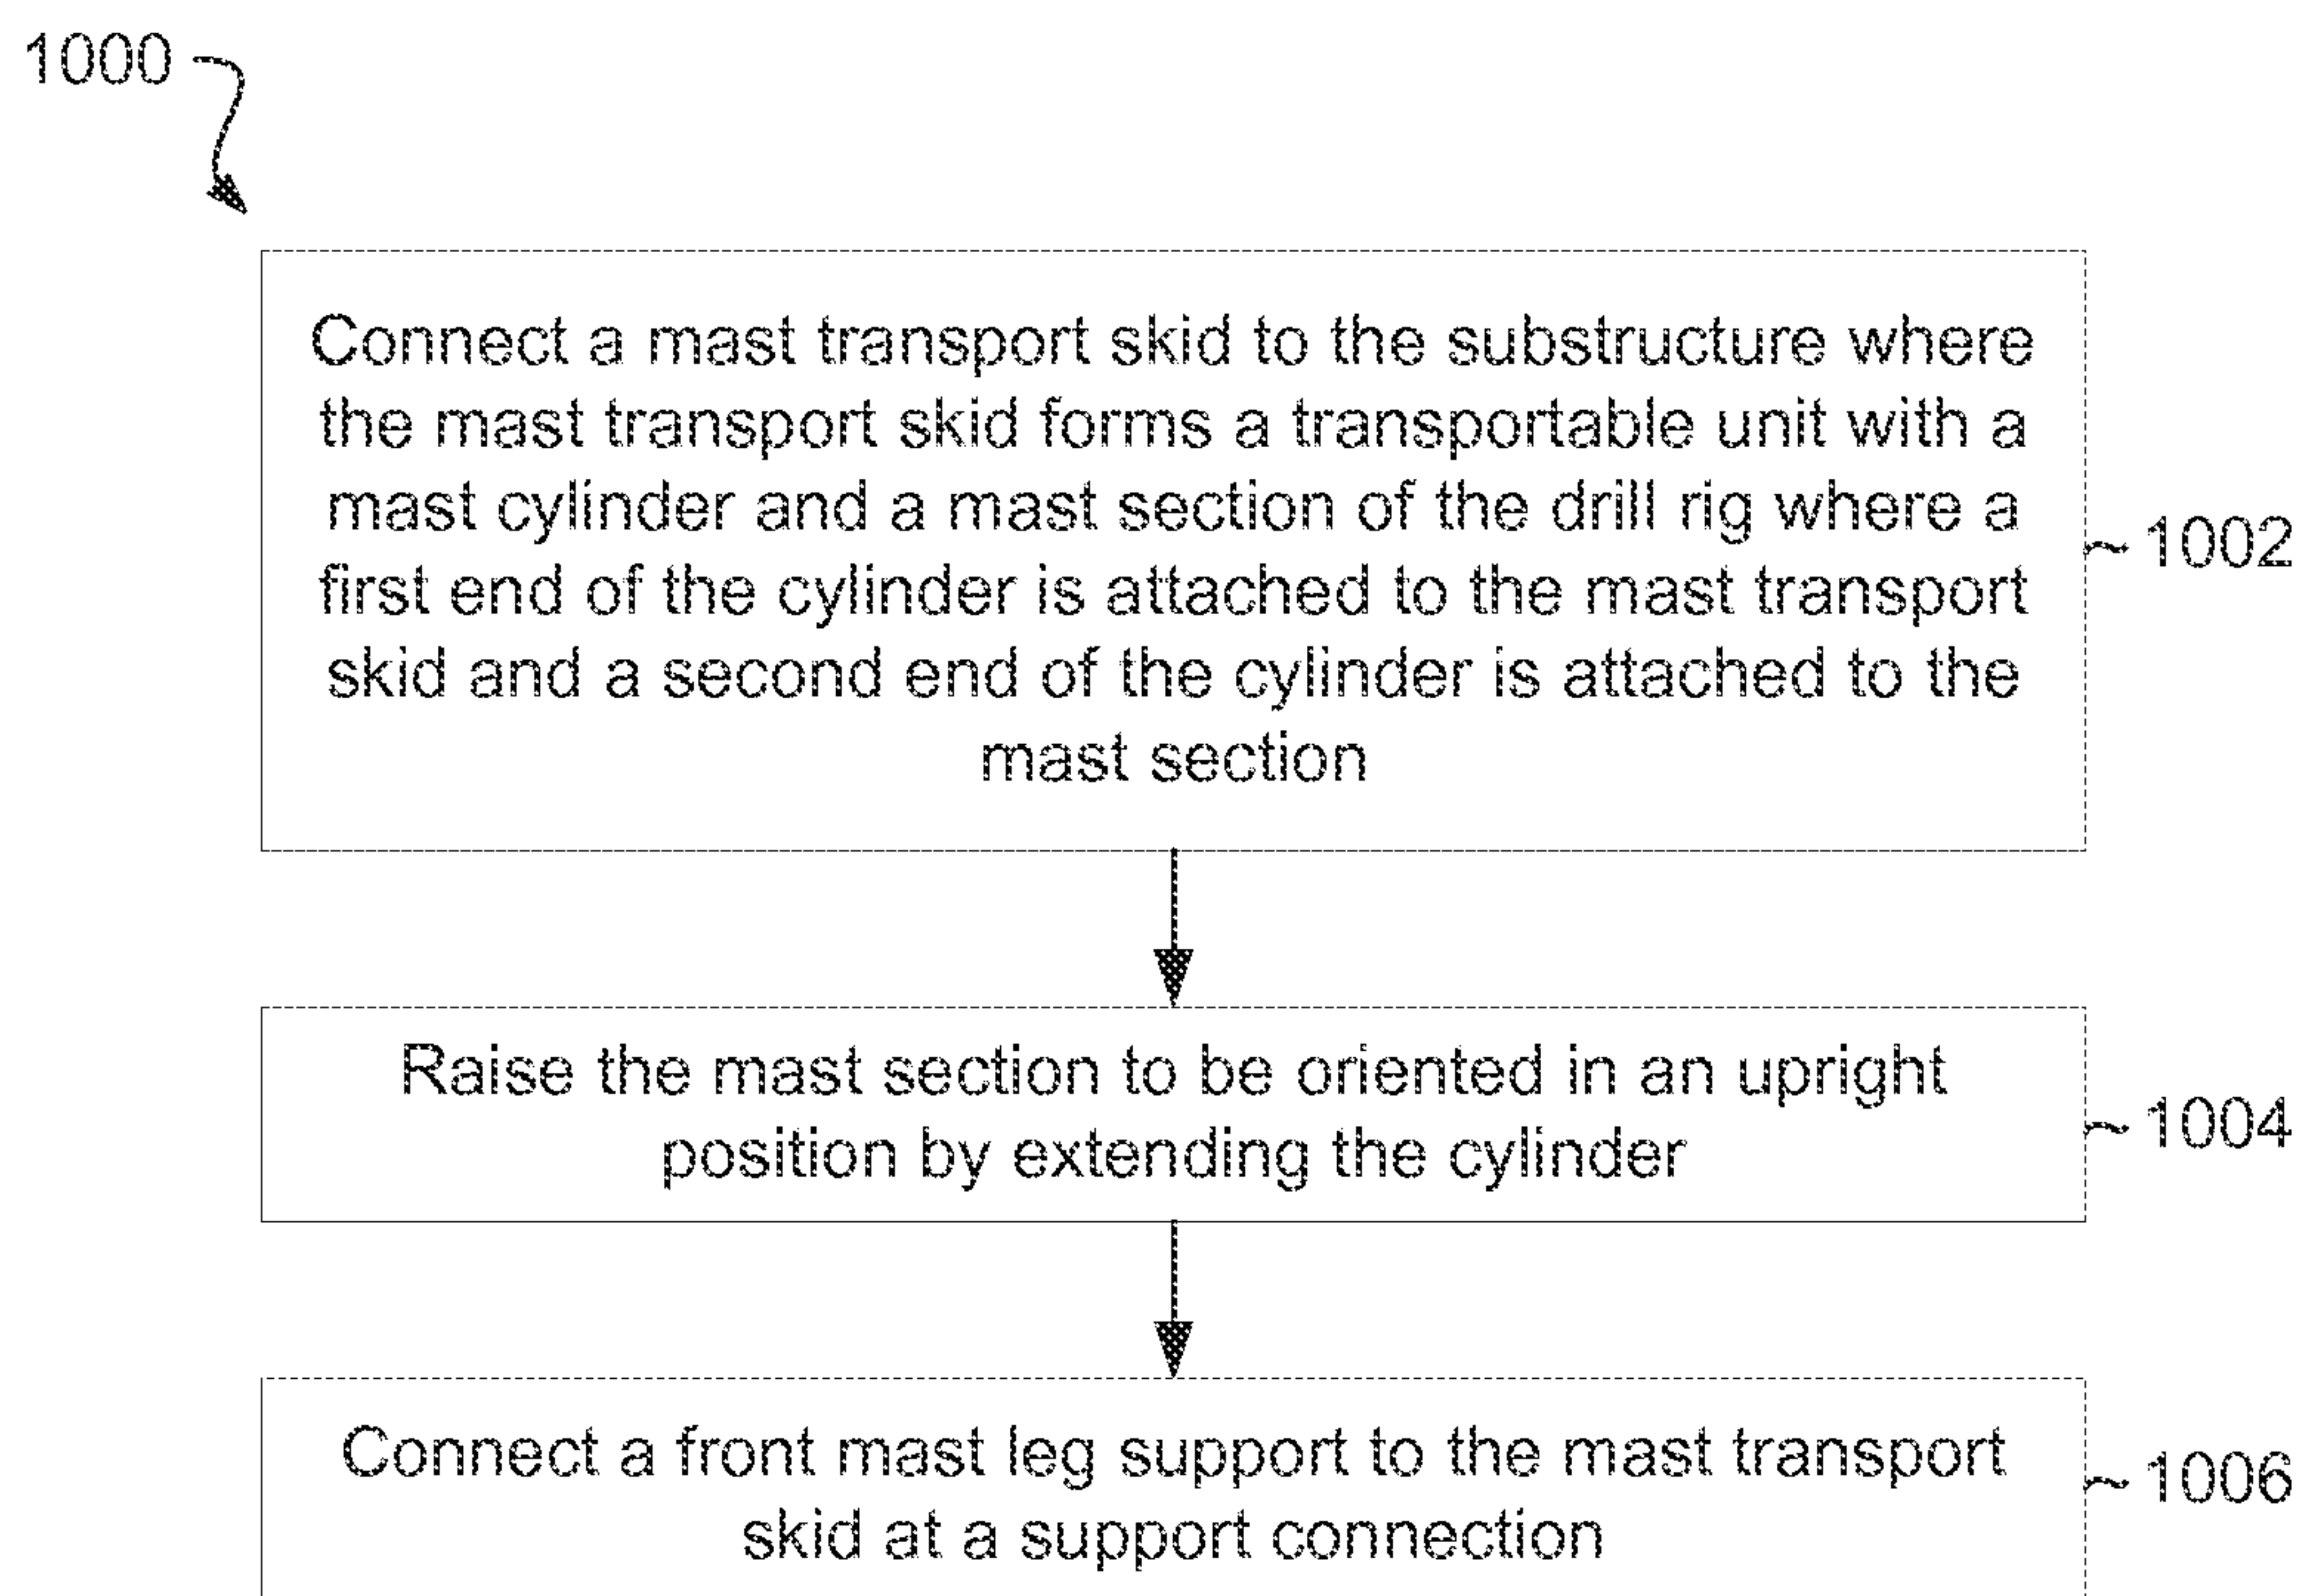 1000
Connect a mast transport skid to the substructure where
the mast transport skid forms a transportable unit with a
mast cylinder and a mast section of the drill rig where a
first end of the cylinder is attached to the mast transport
skid and a second end of the cylinder is attached to the
mast section
1002
Raise the mast section to be oriented in an upright
position by extending the cylinder
1004
Connect a front mast leg support to the mast transport
skid at a support connection
1006